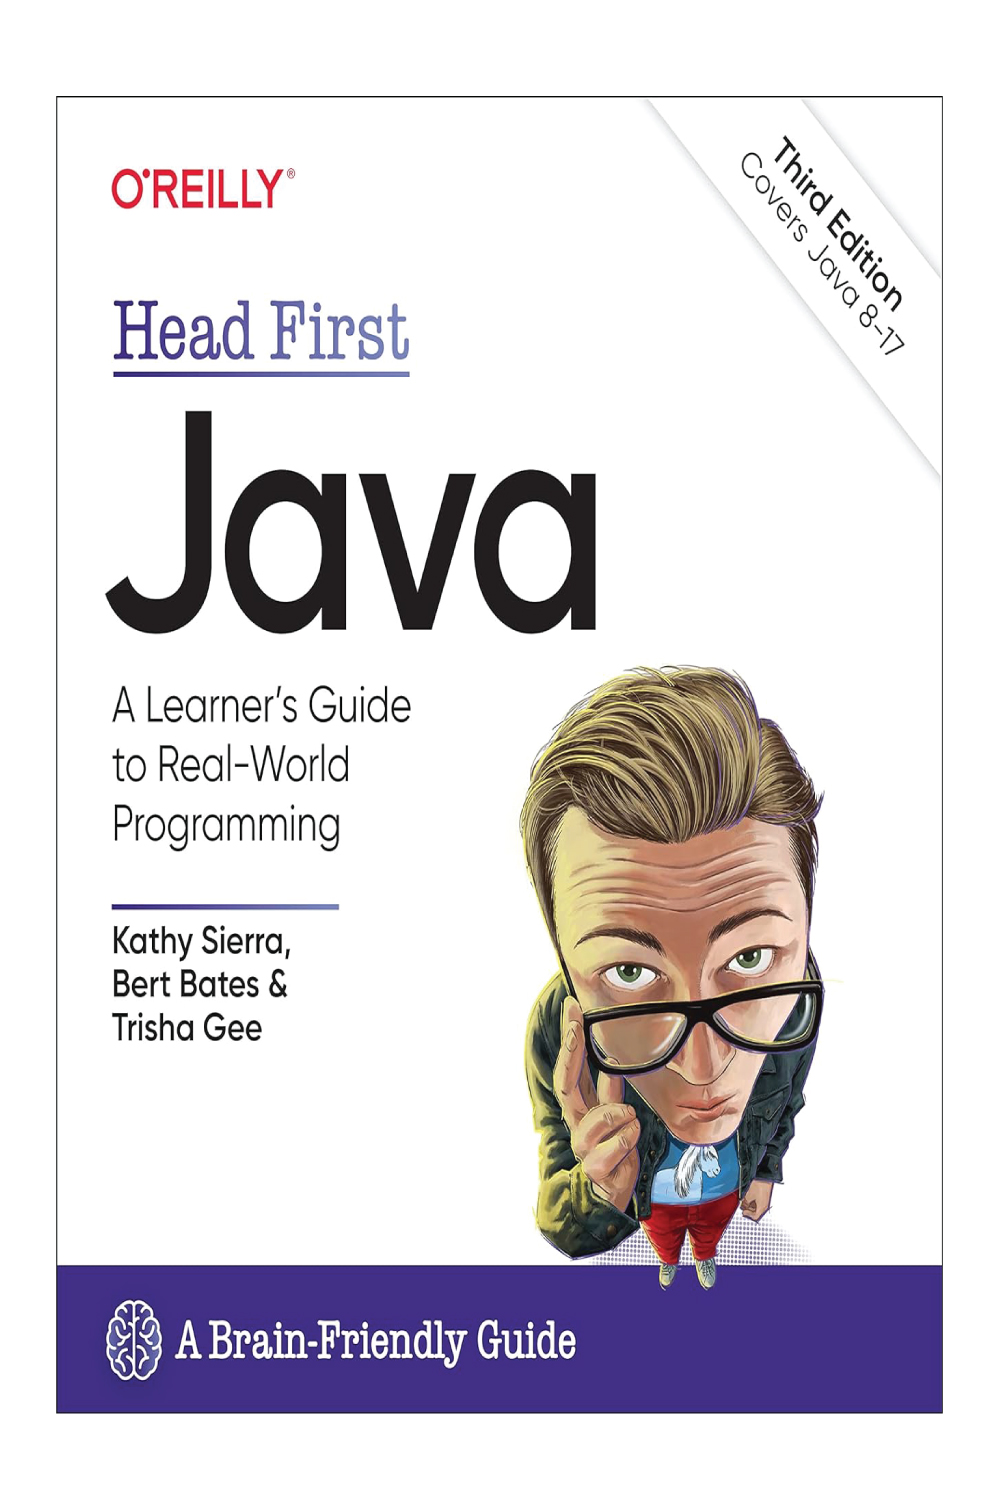 O'REILLY®
Third Edition
Covers Java 8-17
Head First
Java
A Learner's Guide
to Real-World
Programming
Kathy Sierra,
Bert Bates &
Trisha Gee
A Brain-Friendly Guide